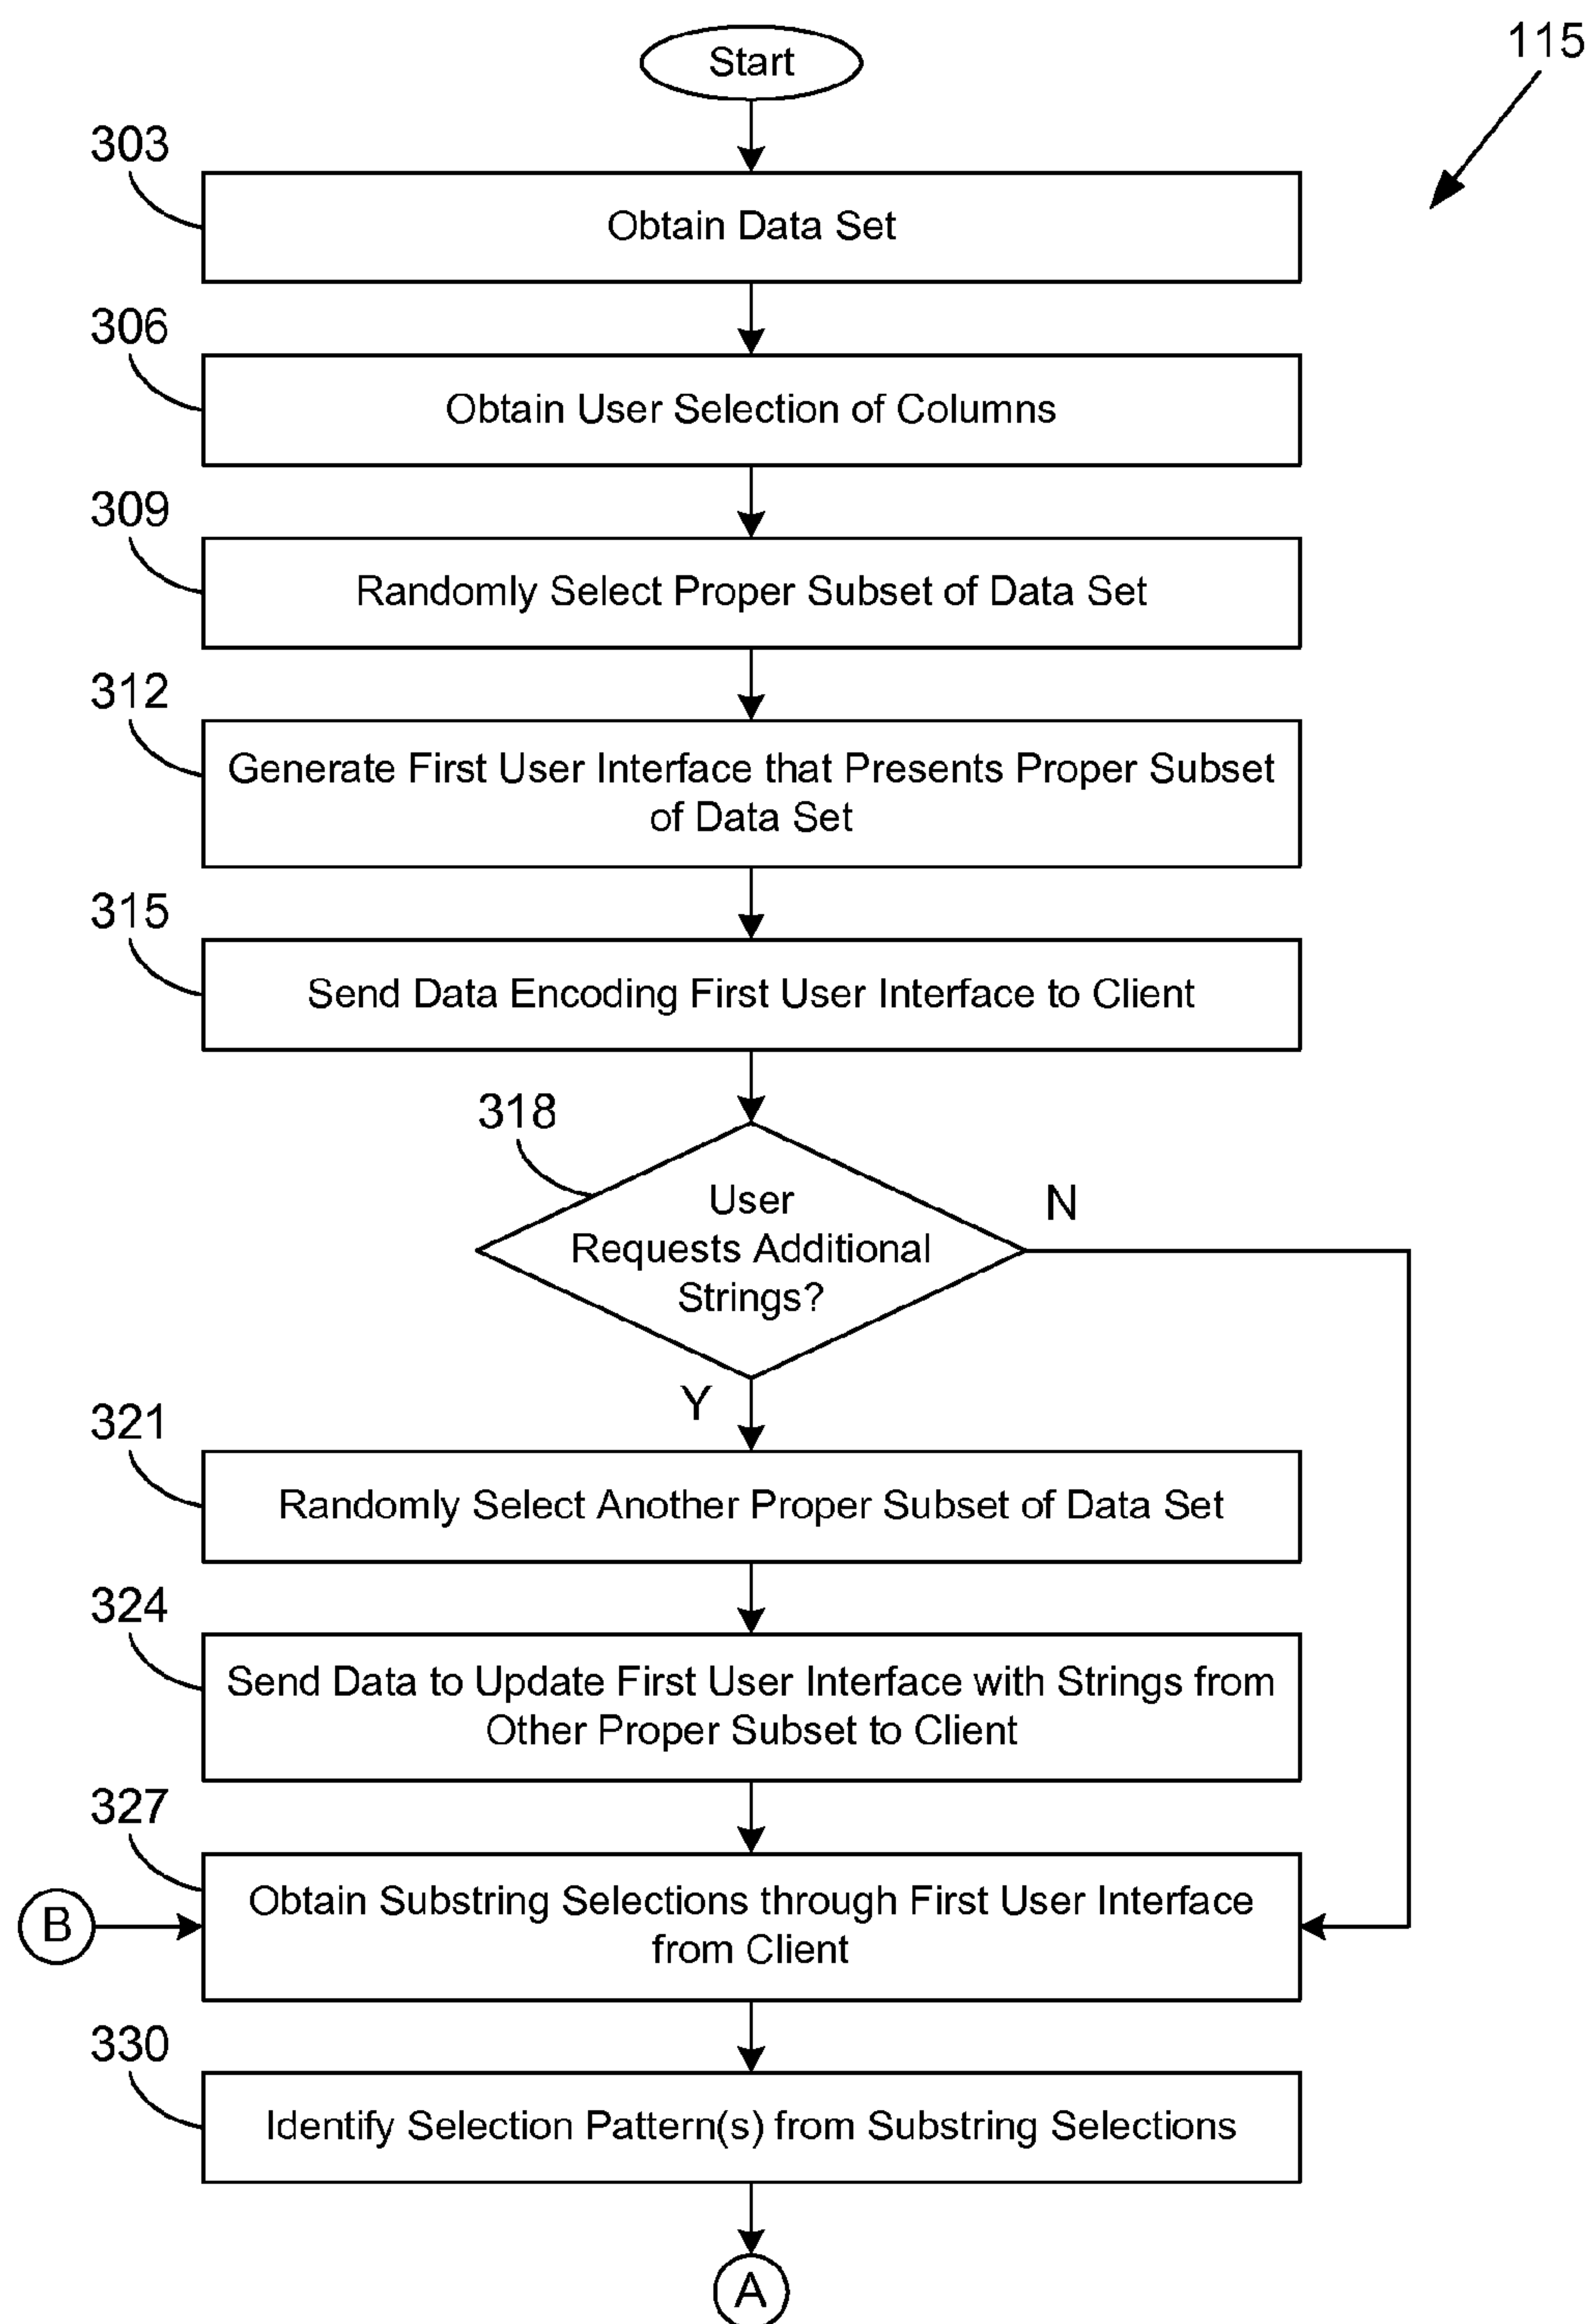 Start
115
303
Obtain Data Set
306
Obtain User Selection of Columns
309
Randomly Select Proper Subset of Data Set
312
Generate First User Interface that Presents Proper Subset
of Data Set
315
Send Data Encoding First User Interface to Client
318
User
Requests Additional
Strings?
N
Y
321
Randomly Select Another Proper Subset of Data Set
324
Send Data to Update First User Interface with Strings from
Other Proper Subset to Client
327
B
Obtain Substring Selections through First User Interface
from Client
330
Identify Selection Pattern(s) from Substring Selections
A